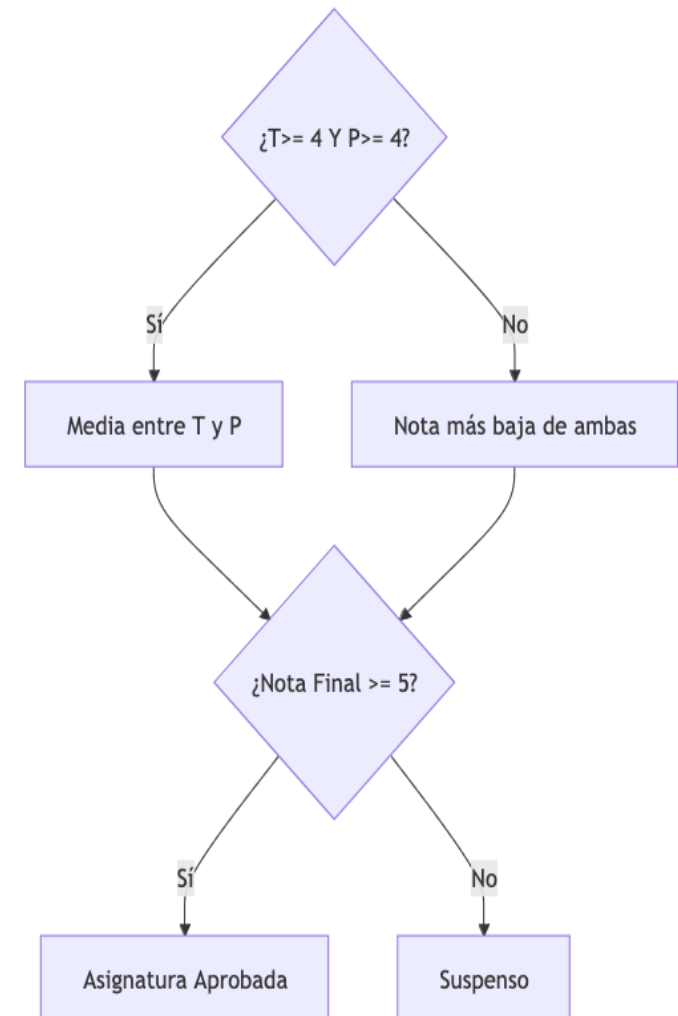 ¿T>= 4 Y P>= 4?
Sí
No
Media entre T y P
Nota más baja de ambas
¿Nota Final >= 5?
Sí
No
Asignatura Aprobada
Suspenso